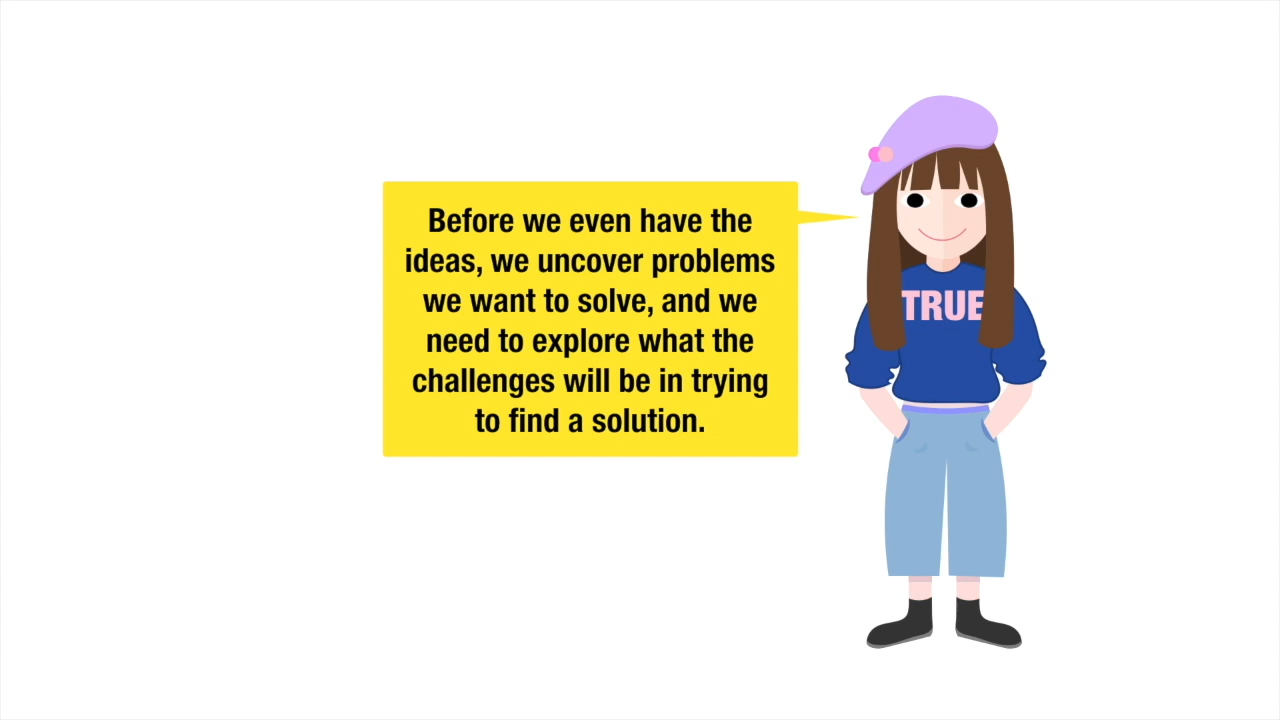 Before we even have the
ideas, we uncover problems
we want to solve, and we
need to explore what the
challenges will be in trying
to find a solution.
TRUE